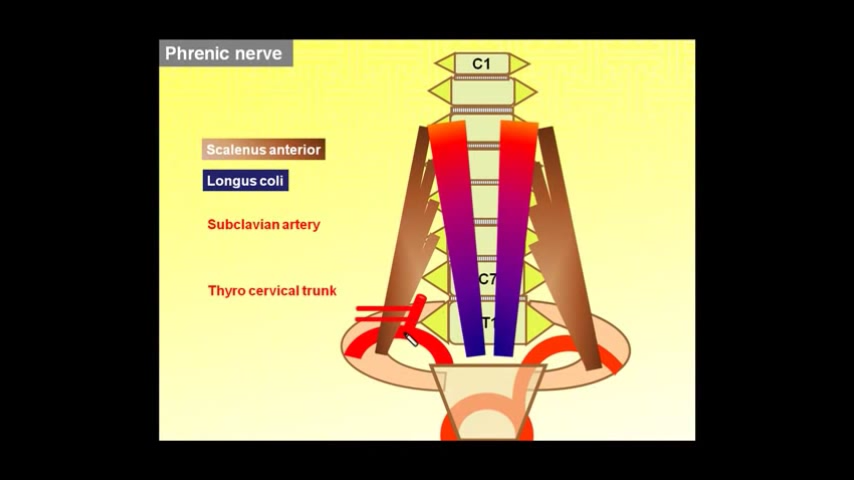 Phrenic nerve
C1
Scalenus anterior
Longus coli
Subclavian artery
C7
Thyro cervical trunk
T1